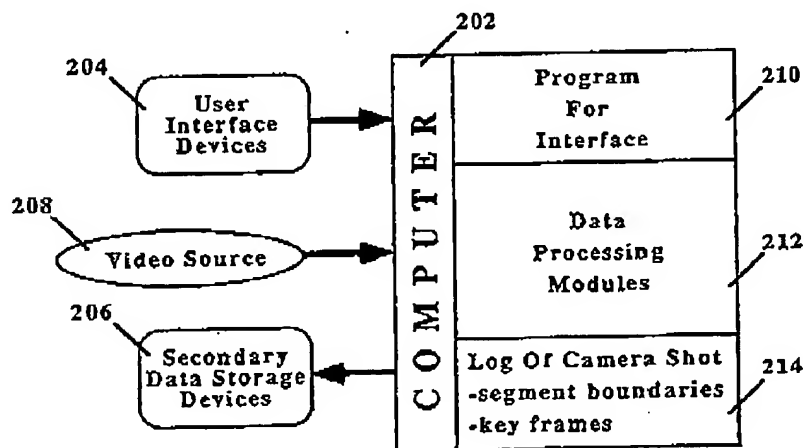 202
204
User
Interface
Devices
208
Video Source
206
Secondary
Data Storage
Devices
COMPUTER
Program
For
Interface
210
Data
Processing
Modules
212
Log Of Camera Shot
-segment boundaries
-key frames
214